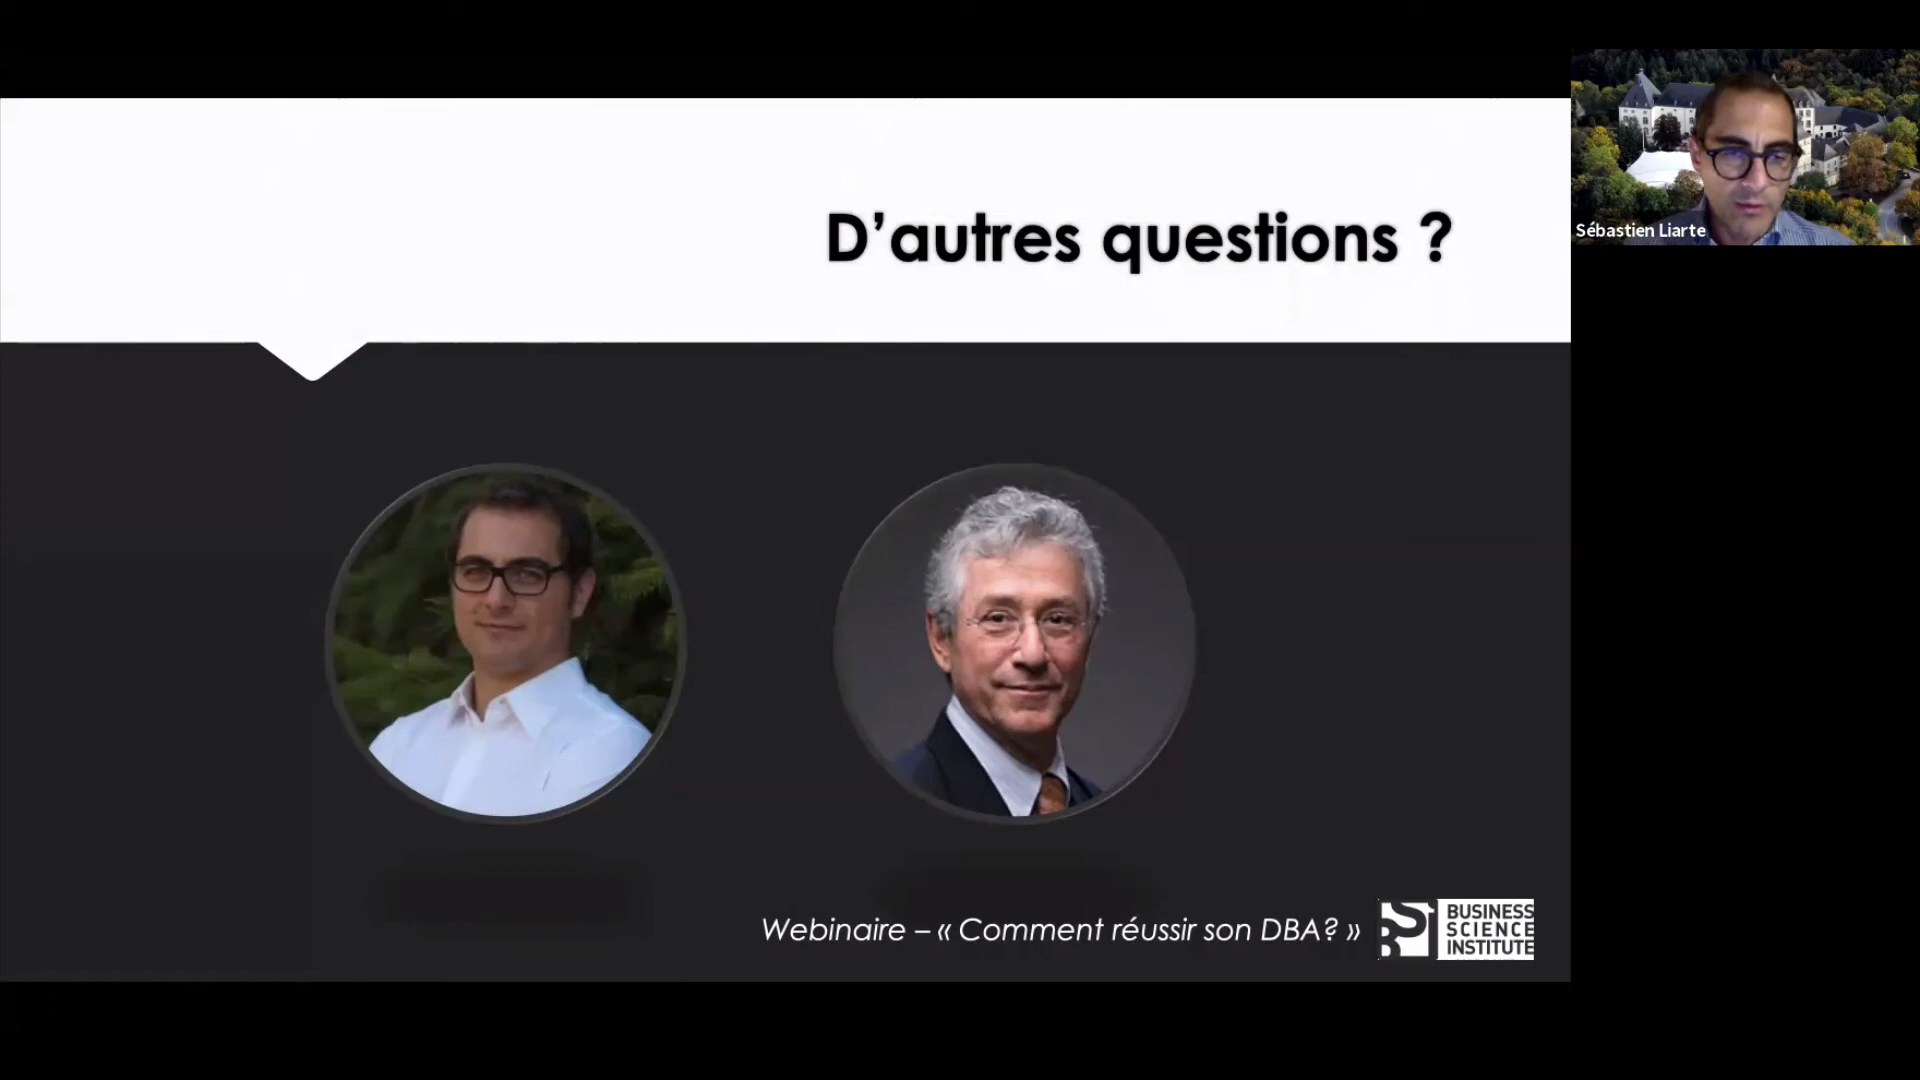 D’autres questions ?
Sébastien Liarte
Webinaire – « Comment réussir son DBA? »
BUSINESS
SCIENCE
INSTITUTE